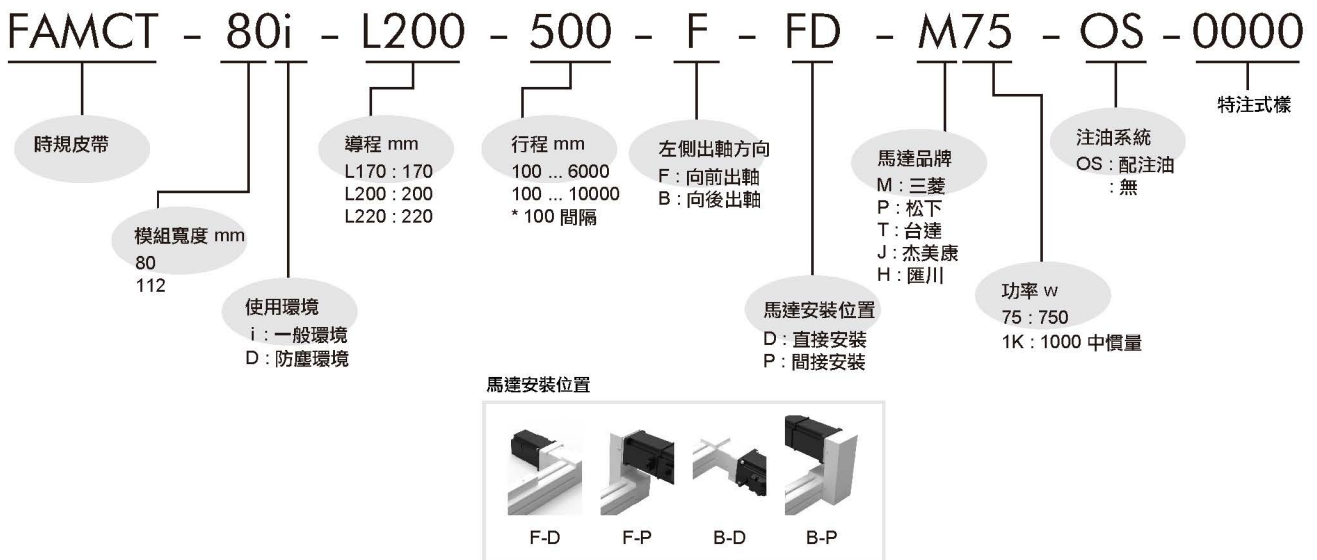 FAMCT - 80i - L200 - 500 - F - FD - M75 - OS - 0000
時規皮帶
模組寬度 mm
80
112
使用環境
i : 一般環境
D : 防塵環境
導程 mm
L170 : 170
L200 : 200
L220 : 220
行程 mm
100 ... 6000
100 ... 10000
* 100 間隔
左側出軸方向
F : 向前出軸
B : 向後出軸
馬達安裝位置
D : 直接安裝
P : 間接安裝
馬達品牌
M : 三菱
P : 松下
T : 台達
J : 杰美康
H : 匯川
功率 w
75 : 750
1K : 1000 中慣量
注油系統
OS : 配注油
: 無
特注式樣
馬達安裝位置
F-D
F-P
B-D
B-P